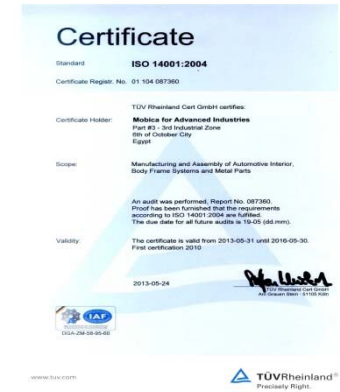 Certificate
Standard ISO 14001:2004
Certificate Registr. No. 01 104 087360
TÜV Rheinland Cert GmbH certifies:
Certificate Holder: Mobica for Advanced Industries
Part #3 - 3rd Industrial Zone
6th of October City
Egypt
Scope: Manufacturing and Assembly of Automotive Interior,
Body Frame Systems and Metal Parts
An audit was performed, Report No. 087360.
Proof has been furnished that the requirements
according to ISO 14001:2004 are fulfilled.
The due date for all future audits is 19-05 (dd.mm).
Validity: The certificate is valid from 2013-05-31 until 2016-05-30.
First certification 2010
2013-05-24
TÜV Rheinland Cert GmbH
Am Grauen Stein · 51105 Köln
IAF
DGA-ZM-58-95-60
www.tuv.com
TÜVRheinland®
Precisely Right.